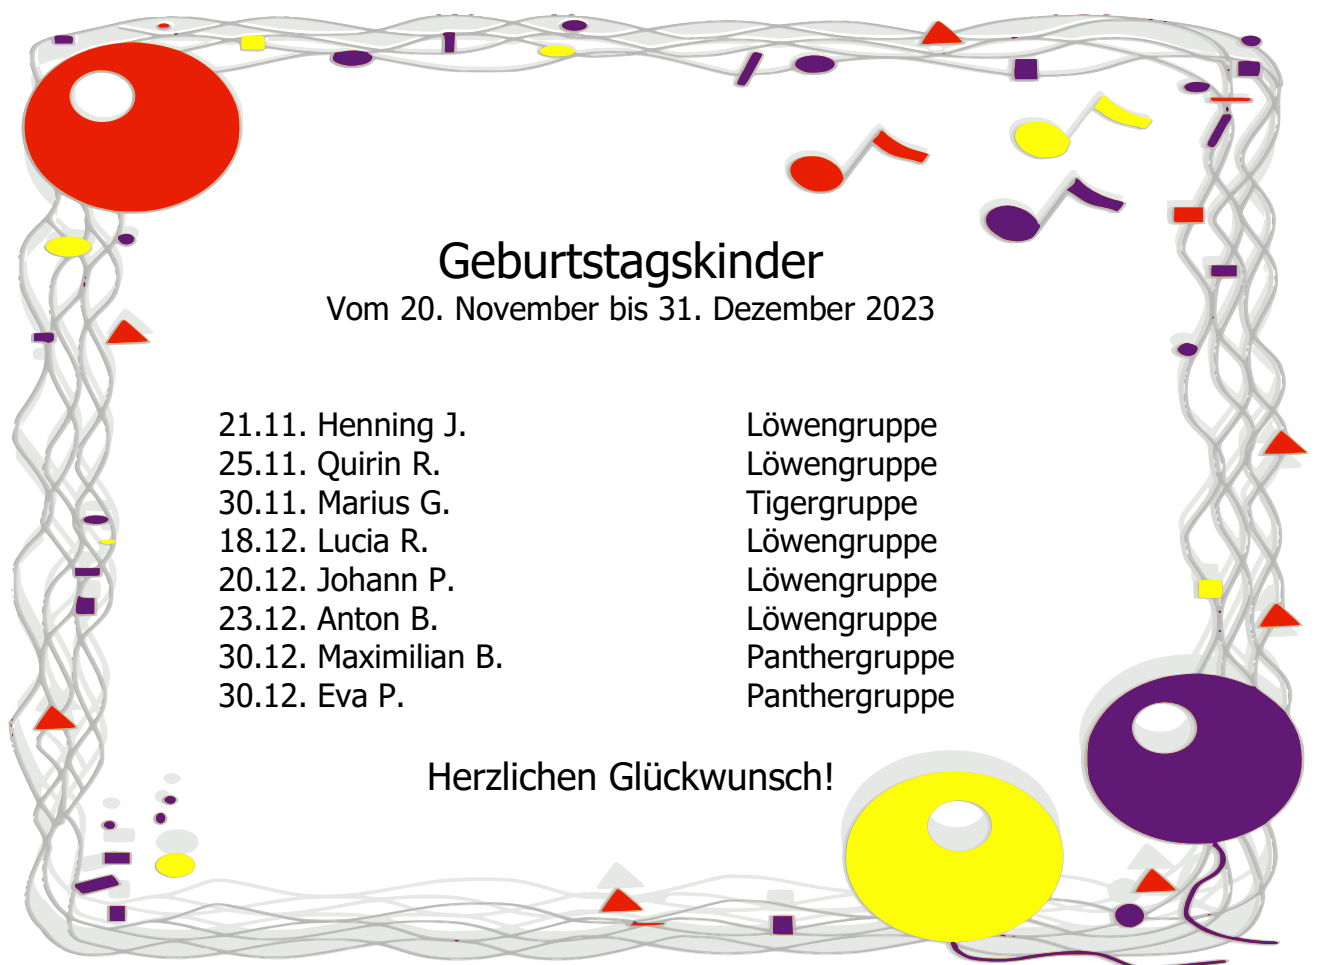 Geburtstagskinder
Vom 20. November bis 31. Dezember 2023
21.11. Henning J. Löwengruppe
25.11. Quirin R. Löwengruppe
30.11. Marius G. Tigergruppe
18.12. Lucia R. Löwengruppe
20.12. Johann P. Löwengruppe
23.12. Anton B. Löwengruppe
30.12. Maximilian B. Panthergruppe
30.12. Eva P. Panthergruppe
Herzlichen Glückwunsch!